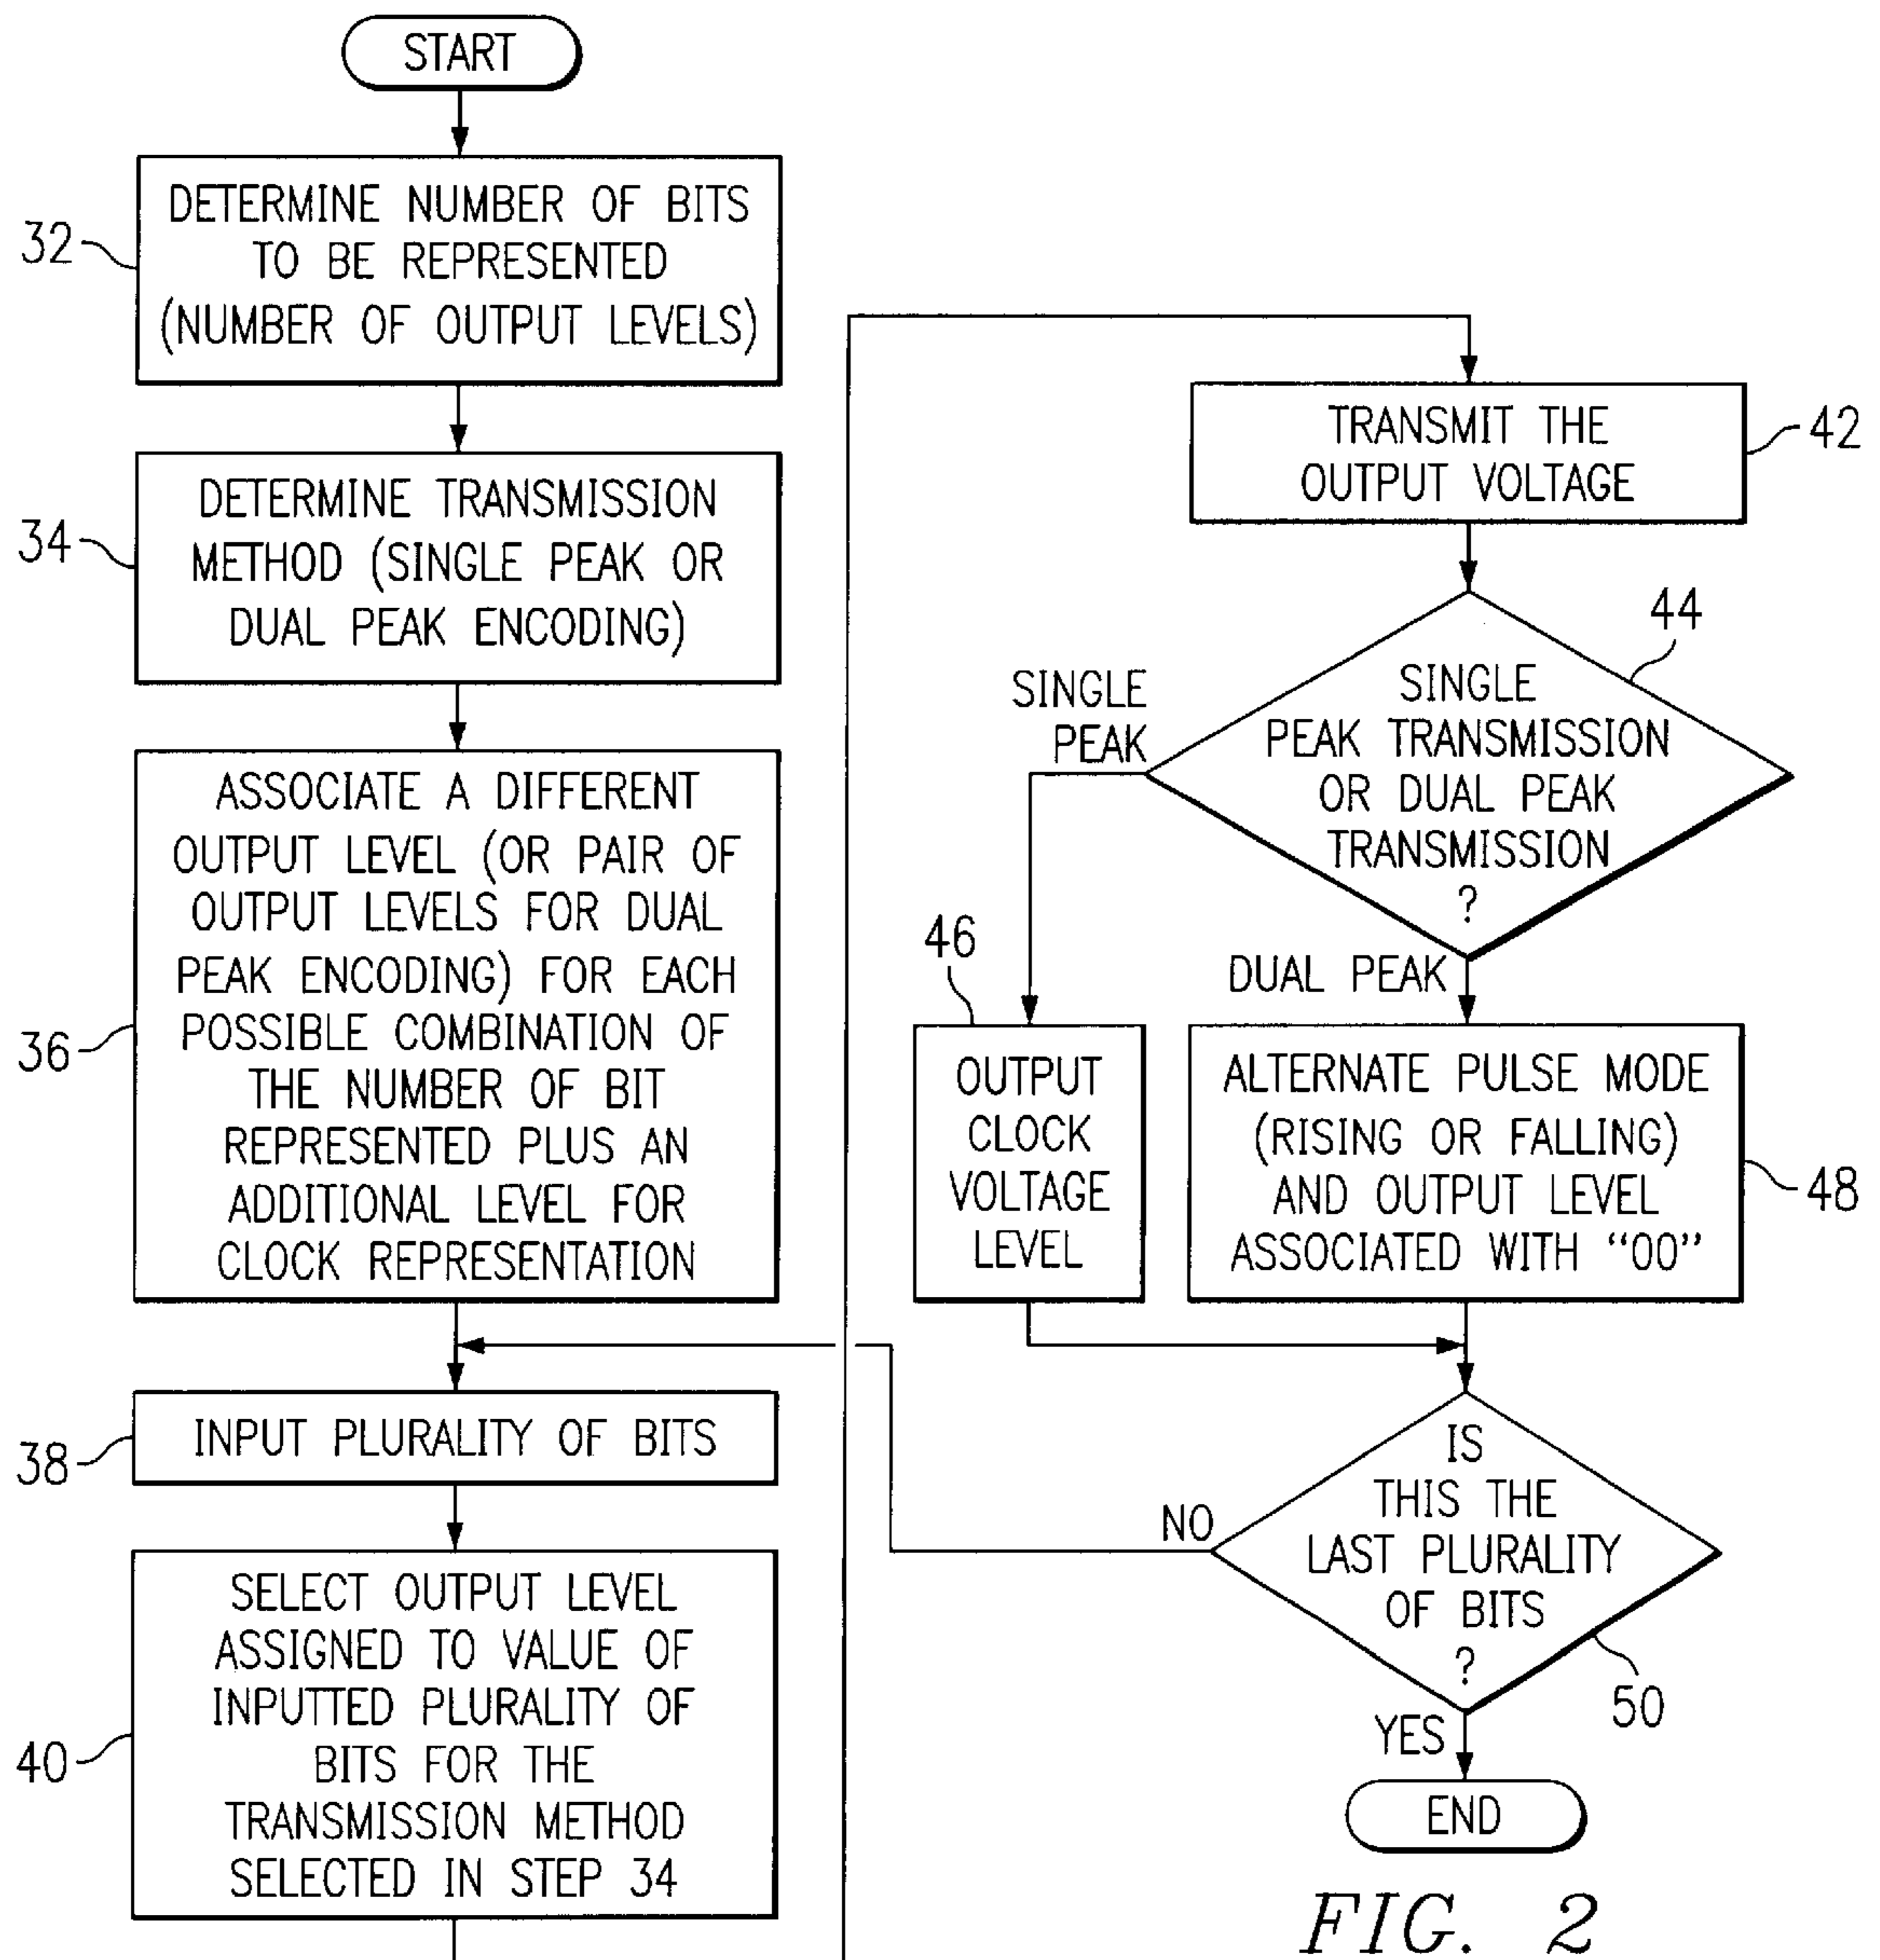 START
32
DETERMINE NUMBER OF BITS
TO BE REPRESENTED
(NUMBER OF OUTPUT LEVELS)
34
DETERMINE TRANSMISSION
METHOD (SINGLE PEAK OR
DUAL PEAK ENCODING)
36
ASSOCIATE A DIFFERENT
OUTPUT LEVEL (OR PAIR OF
OUTPUT LEVELS FOR DUAL
PEAK ENCODING) FOR EACH
POSSIBLE COMBINATION OF
THE NUMBER OF BIT
REPRESENTED PLUS AN
ADDITIONAL LEVEL FOR
CLOCK REPRESENTATION
38
INPUT PLURALITY OF BITS
40
SELECT OUTPUT LEVEL
ASSIGNED TO VALUE OF
INPUTTED PLURALITY OF
BITS FOR THE
TRANSMISSION METHOD
SELECTED IN STEP 34
TRANSMIT THE
OUTPUT VOLTAGE
42
44
SINGLE
PEAK TRANSMISSION
OR DUAL PEAK
TRANSMISSION
?
SINGLE
PEAK
DUAL PEAK
46
OUTPUT
CLOCK
VOLTAGE
LEVEL
ALTERNATE PULSE MODE
(RISING OR FALLING)
AND OUTPUT LEVEL
ASSOCIATED WITH “00”
48
IS
THIS THE
LAST PLURALITY
OF BITS
?
NO
50
YES
END
FIG. 2